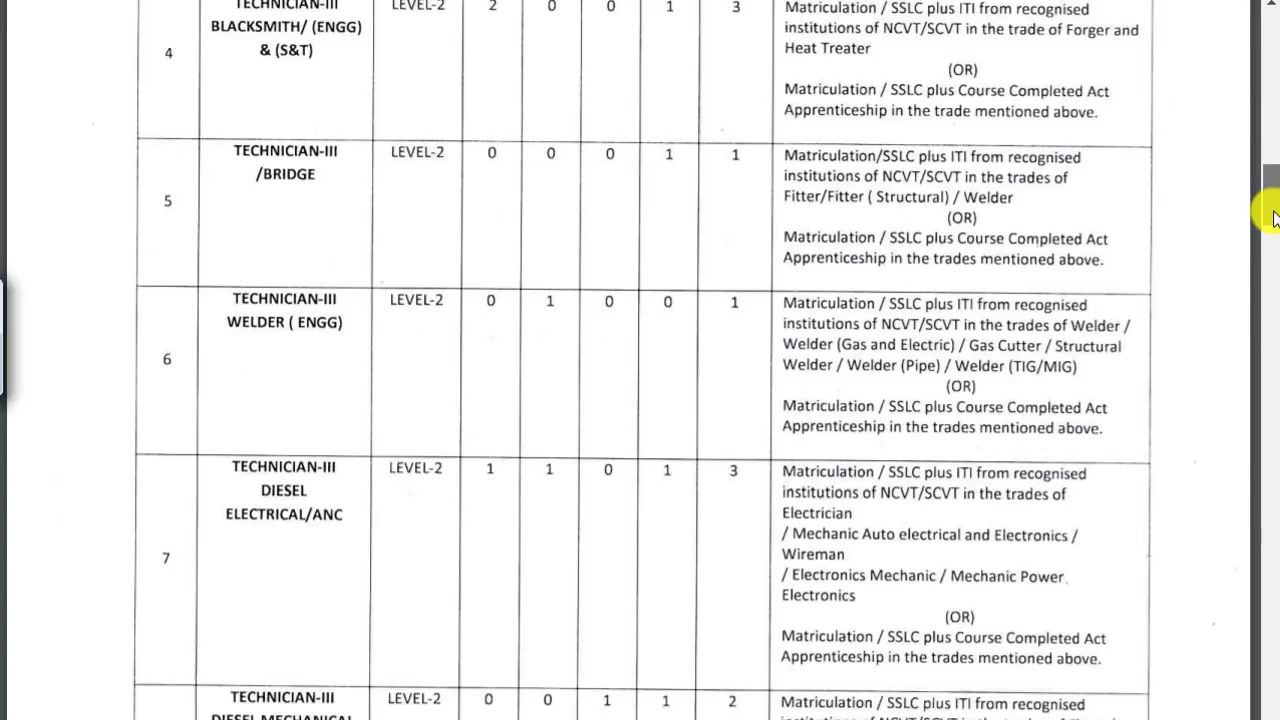 TECHNICIAN-III
BLACKSMITH/ (ENGG)
& (S&T)
4
LEVEL-2
2
0
0
1
3
Matriculation / SSLC plus ITI from recognised
institutions of NCVT/SCVT in the trade of Forger and
Heat Treater
(OR)
Matriculation / SSLC plus Course Completed Act
Apprenticeship in the trade mentioned above.
5
TECHNICIAN-III
/BRIDGE
LEVEL-2
0
0
0
1
1
Matriculation/SSLC plus ITI from recognised
institutions of NCVT/SCVT in the trades of
Fitter/Fitter ( Structural) / Welder
(OR)
Matriculation / SSLC plus Course Completed Act
Apprenticeship in the trades mentioned above.
6
TECHNICIAN-III
WELDER ( ENGG)
LEVEL-2
0
1
0
0
1
Matriculation / SSLC plus ITI from recognised
institutions of NCVT/SCVT in the trades of Welder /
Welder (Gas and Electric) / Gas Cutter / Structural
Welder / Welder (Pipe) / Welder (TIG/MIG)
(OR)
Matriculation / SSLC plus Course Completed Act
Apprenticeship in the trades mentioned above.
7
TECHNICIAN-III
DIESEL
ELECTRICAL/ANC
LEVEL-2
1
1
0
1
3
Matriculation / SSLC plus ITI from recognised
institutions of NCVT/SCVT in the trades of
Electrician
/ Mechanic Auto electrical and Electronics /
Wireman
/ Electronics Mechanic / Mechanic Power
Electronics
(OR)
Matriculation / SSLC plus Course Completed Act
Apprenticeship in the trades mentioned above.
TECHNICIAN-III
DIESEL MECHANICAL
LEVEL-2
0
0
1
1
2
Matriculation / SSLC plus ITI from recognised
institutions of NCVT/SCVT in the trades of